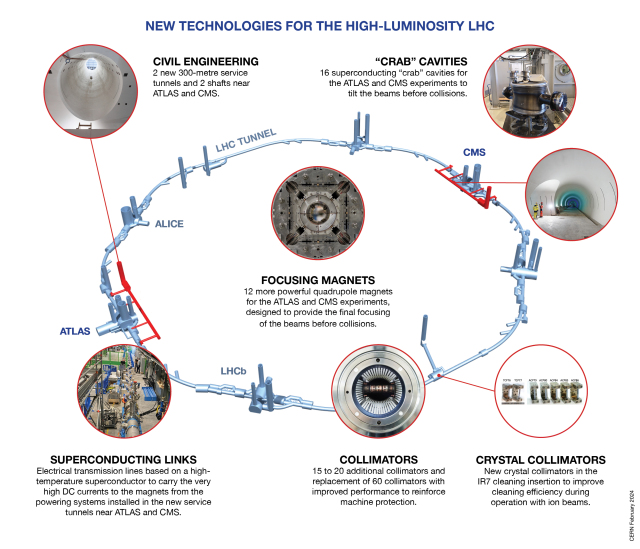 NEW TECHNOLOGIES FOR THE HIGH-LUMINOSITY LHC
CIVIL ENGINEERING
2 new 300-metre service
tunnels and 2 shafts near
ATLAS and CMS.
“CRAB” CAVITIES
16 superconducting “crab” cavities for
the ATLAS and CMS experiments to
tilt the beams before collisions.
LHC TUNNEL
CMS
ALICE
FOCUSING MAGNETS
12 more powerful quadrupole magnets
for the ATLAS and CMS experiments,
designed to provide the final focusing
of the beams before collisions.
ATLAS
LHCb
SUPERCONDUCTING LINKS
Electrical transmission lines based on a high-
temperature superconductor to carry the very
high DC currents to the magnets from the
powering systems installed in the new service
tunnels near ATLAS and CMS.
COLLIMATORS
15 to 20 additional collimators and
replacement of 60 collimators with
improved performance to reinforce
machine protection.
CRYSTAL COLLIMATORS
New crystal collimators in the
IR7 cleaning insertion to improve
cleaning efficiency during
operation with ion beams.
CERN February 2024